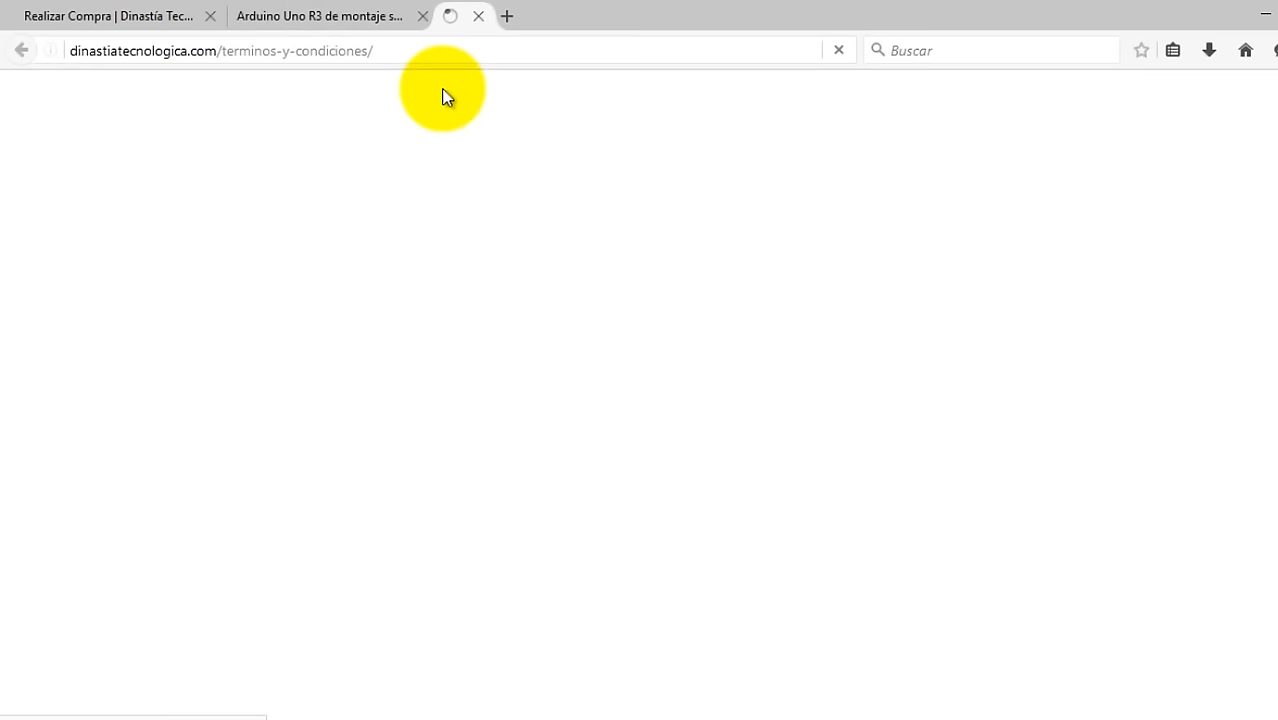 Realizar Compra | Dinastía Tec...
Arduino Uno R3 de montaje s...
dinastiatecnologica.com/terminos-y-condiciones/
Buscar